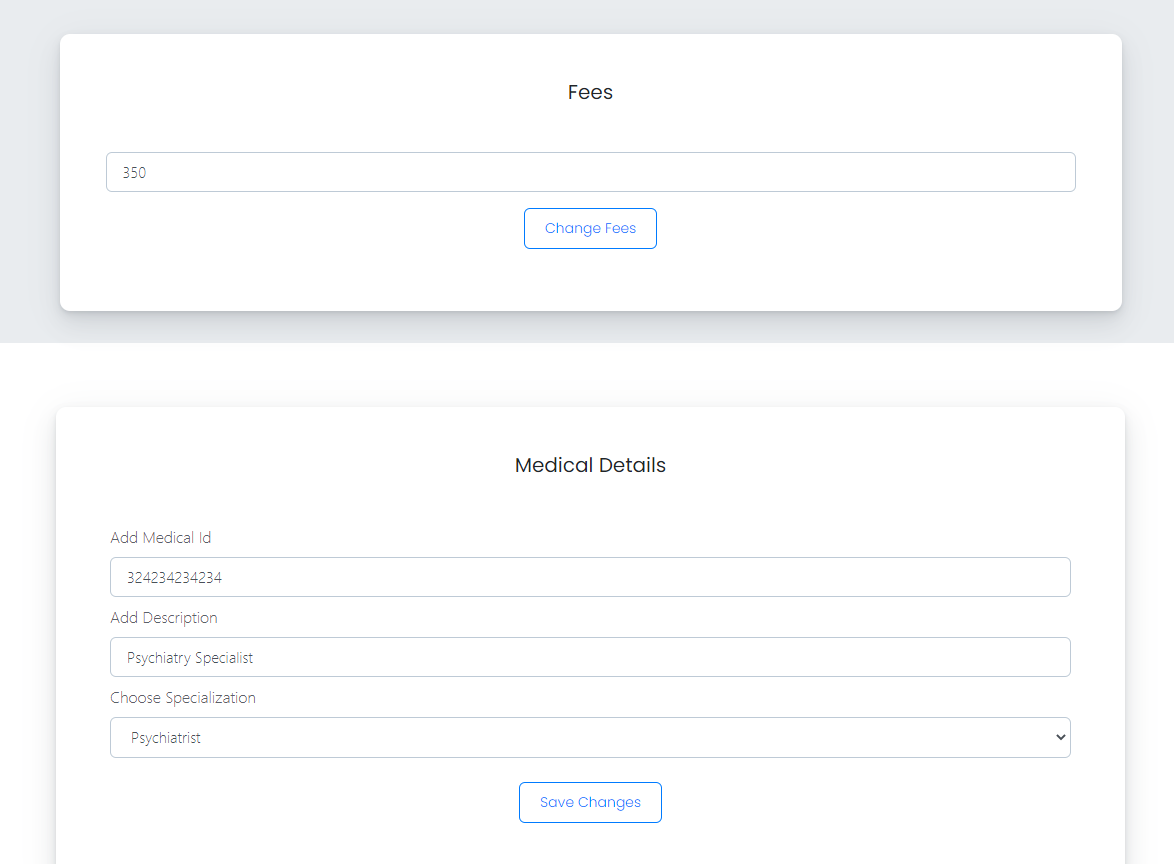 Fees
350
Change Fees
Medical Details
Add Medical Id
324234234234
Add Description
Psychiatry Specialist
Choose Specialization
Psychiatrist
Save Changes